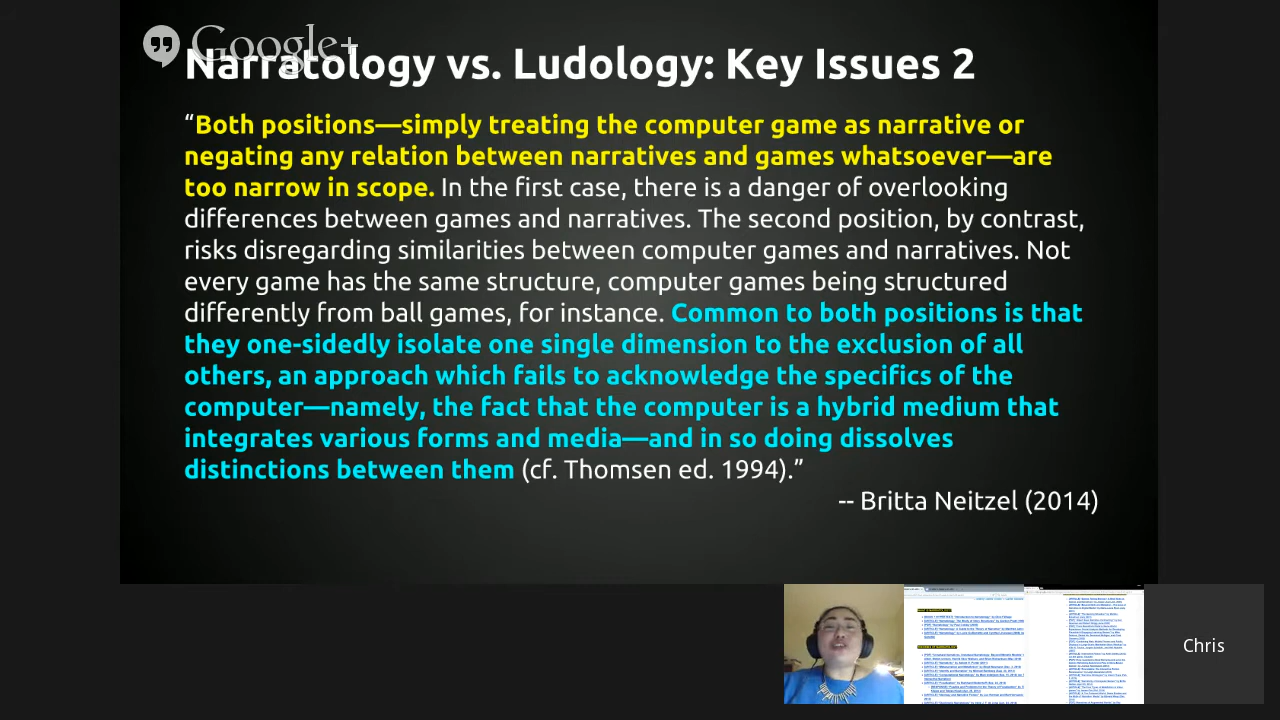 Google+
Narratology vs. Ludology: Key Issues 2
“Both positions—simply treating the computer game as narrative or
negating any relation between narratives and games whatsoever—are
too narrow in scope. In the first case, there is a danger of overlooking
differences between games and narratives. The second position, by contrast,
risks disregarding similarities between computer games and narratives. Not
every game has the same structure, computer games being structured
differently from ball games, for instance. Common to both positions is that
they one-sidedly isolate one single dimension to the exclusion of all
others, an approach which fails to acknowledge the specifics of the
computer—namely, the fact that the computer is a hybrid medium that
integrates various forms and media—and in so doing dissolves
distinctions between them (cf. Thomsen ed. 1994).”
-- Britta Neitzel (2014)
Chris